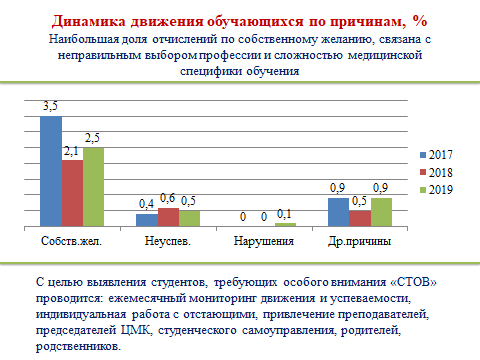 Динамика движения обучающихся по причинам, %
Наибольшая доля отчислений по собственному желанию, связана с
неправильным выбором профессии и сложностью медицинской
специфики обучения
3,5
2,1
2,5
0,4
0,6
0,5
0
0
0,1
0,9
0,5
0,9
2017
2018
2019
Собств.жел.
Неуспев.
Нарушения
Др.причины
С целью выявления студентов, требующих особого внимания «СТОВ»
проводится: ежемесячный мониторинг движения и успеваемости,
индивидуальная работа с отстающими, привлечение преподавателей,
председателей ЦМК, студенческого самоуправления, родителей,
родственников.